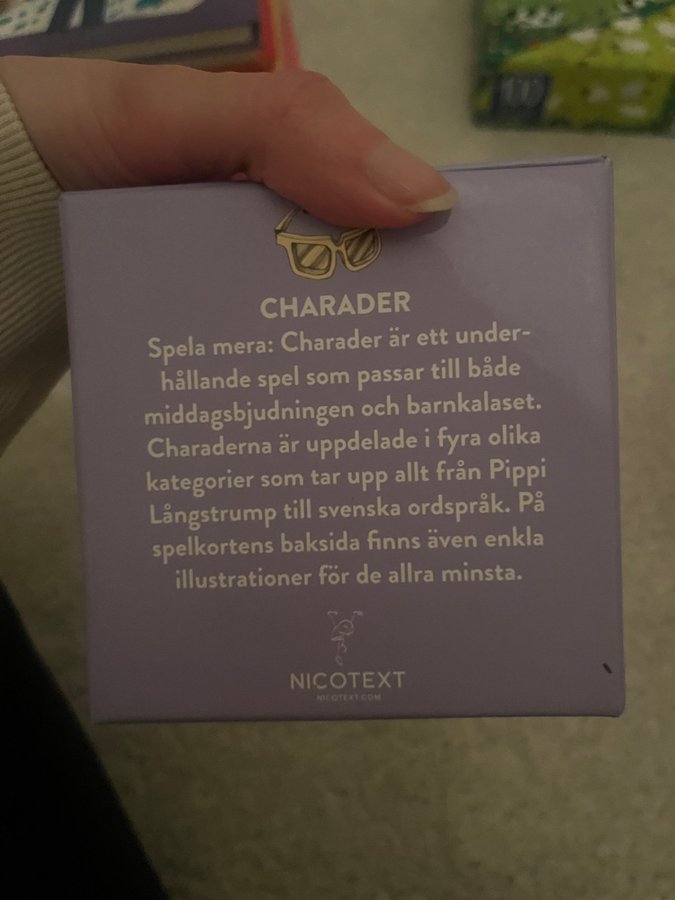 CHARADER
Spela mera: Charader är ett under-
hållande spel som passar till både
middagsbjudningen och barnkalaset.
Charaderna är uppdelade i fyra olika
kategorier som tar upp allt från Pippi
Långstrump till svenska ordspråk. På
spelkortens baksida finns även enkla
illustrationer för de allra minsta.
NICOTEXT
NICOTEXT.COM